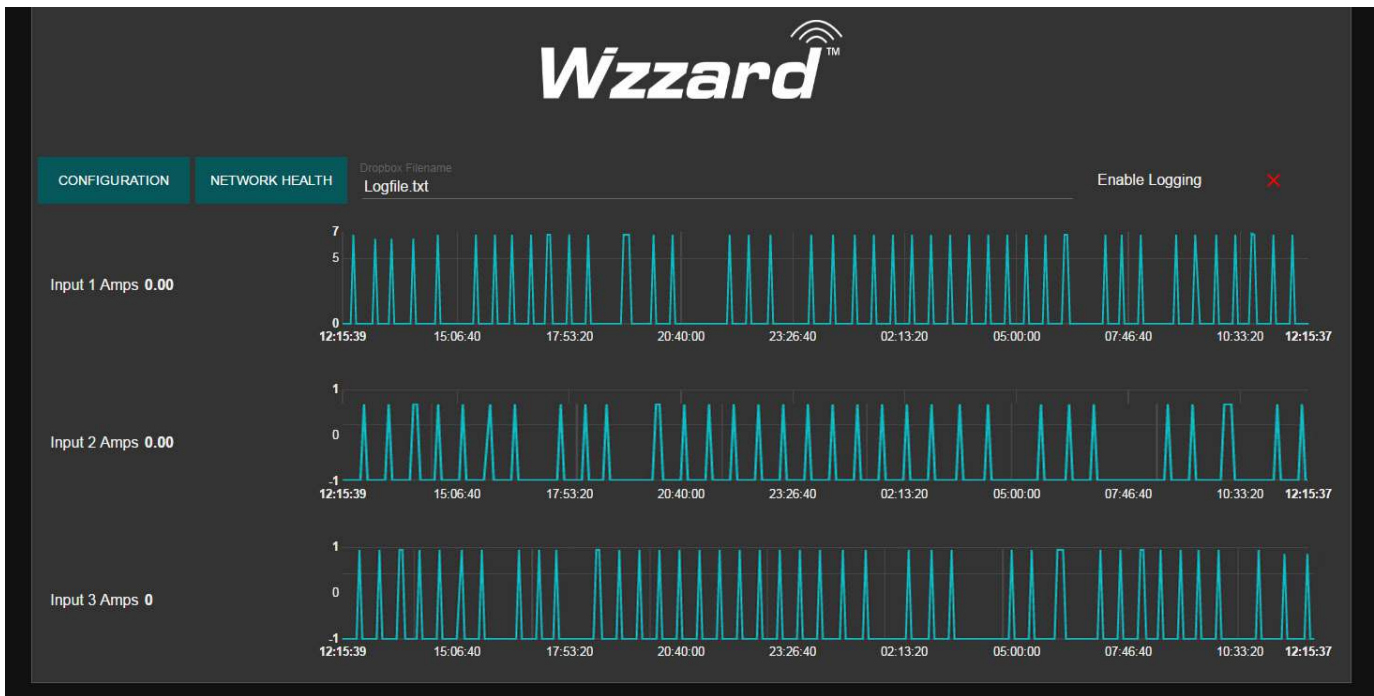 Wzzard™
CONFIGURATION
NETWORK HEALTH
Dropbox Filename
Logfile.txt
Enable Logging
Input 1 Amps 0.00
7
5
0
12:15:39 15:06:40 17:53:20 20:40:00 23:26:40 02:13:20 05:00:00 07:46:40 10:33:20 12:15:37
Input 2 Amps 0.00
1
0
-1
12:15:39 15:06:40 17:53:20 20:40:00 23:26:40 02:13:20 05:00:00 07:46:40 10:33:20 12:15:37
Input 3 Amps 0
1
0
-1
12:15:39 15:06:40 17:53:20 20:40:00 23:26:40 02:13:20 05:00:00 07:46:40 10:33:20 12:15:37